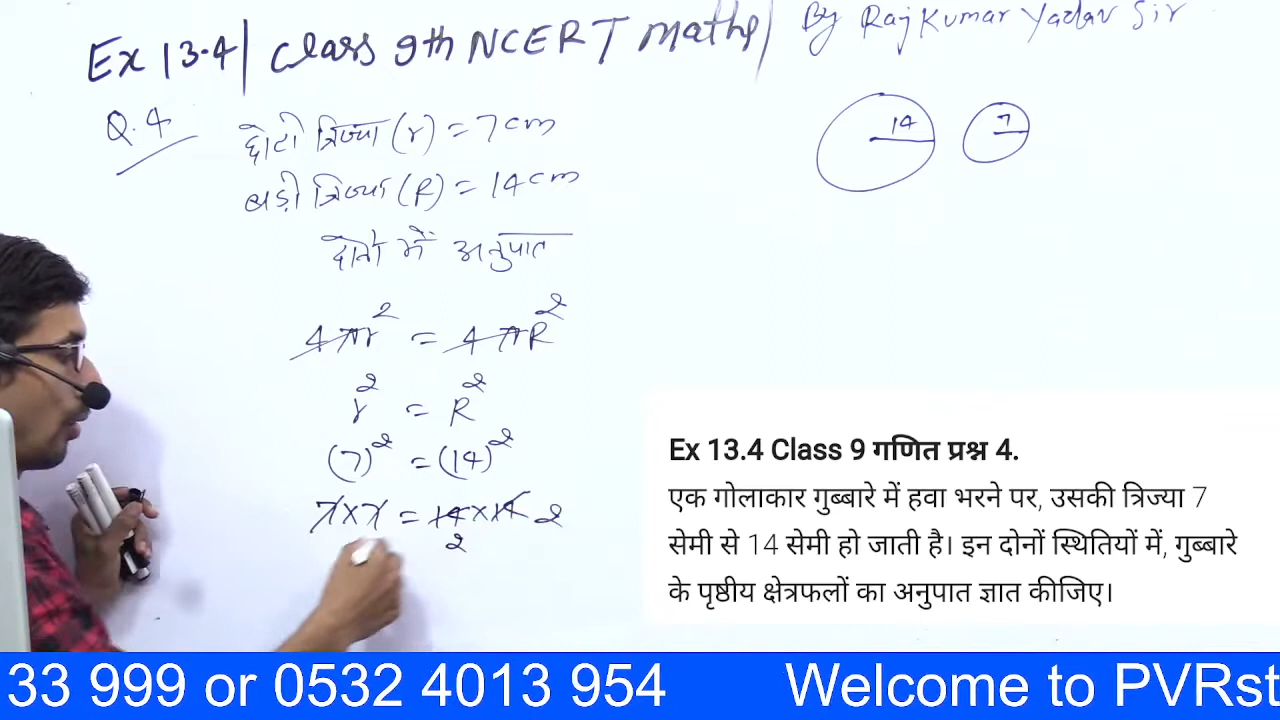 Ex 13.4 | Class 9th NCERT maths | By Raj Kumar Yadav Sir
Q.4
छोटी त्रिज्या (r) = 7cm
बड़ी त्रिज्या (R) = 14cm
दोनो में अनुपात
4πr² = 4πR²
r² = R²
(7)² = (14)²
7×7 = 14×14 2
2
14
7
Ex 13.4 Class 9 गणित प्रश्न 4.
एक गोलाकार गुब्बारे में हवा भरने पर, उसकी त्रिज्या 7
सेमी से 14 सेमी हो जाती है। इन दोनों स्थितियों में, गुब्बारे
के पृष्ठीय क्षेत्रफलों का अनुपात ज्ञात कीजिए।
33 999 or 0532 4013 954 Welcome to PVRst